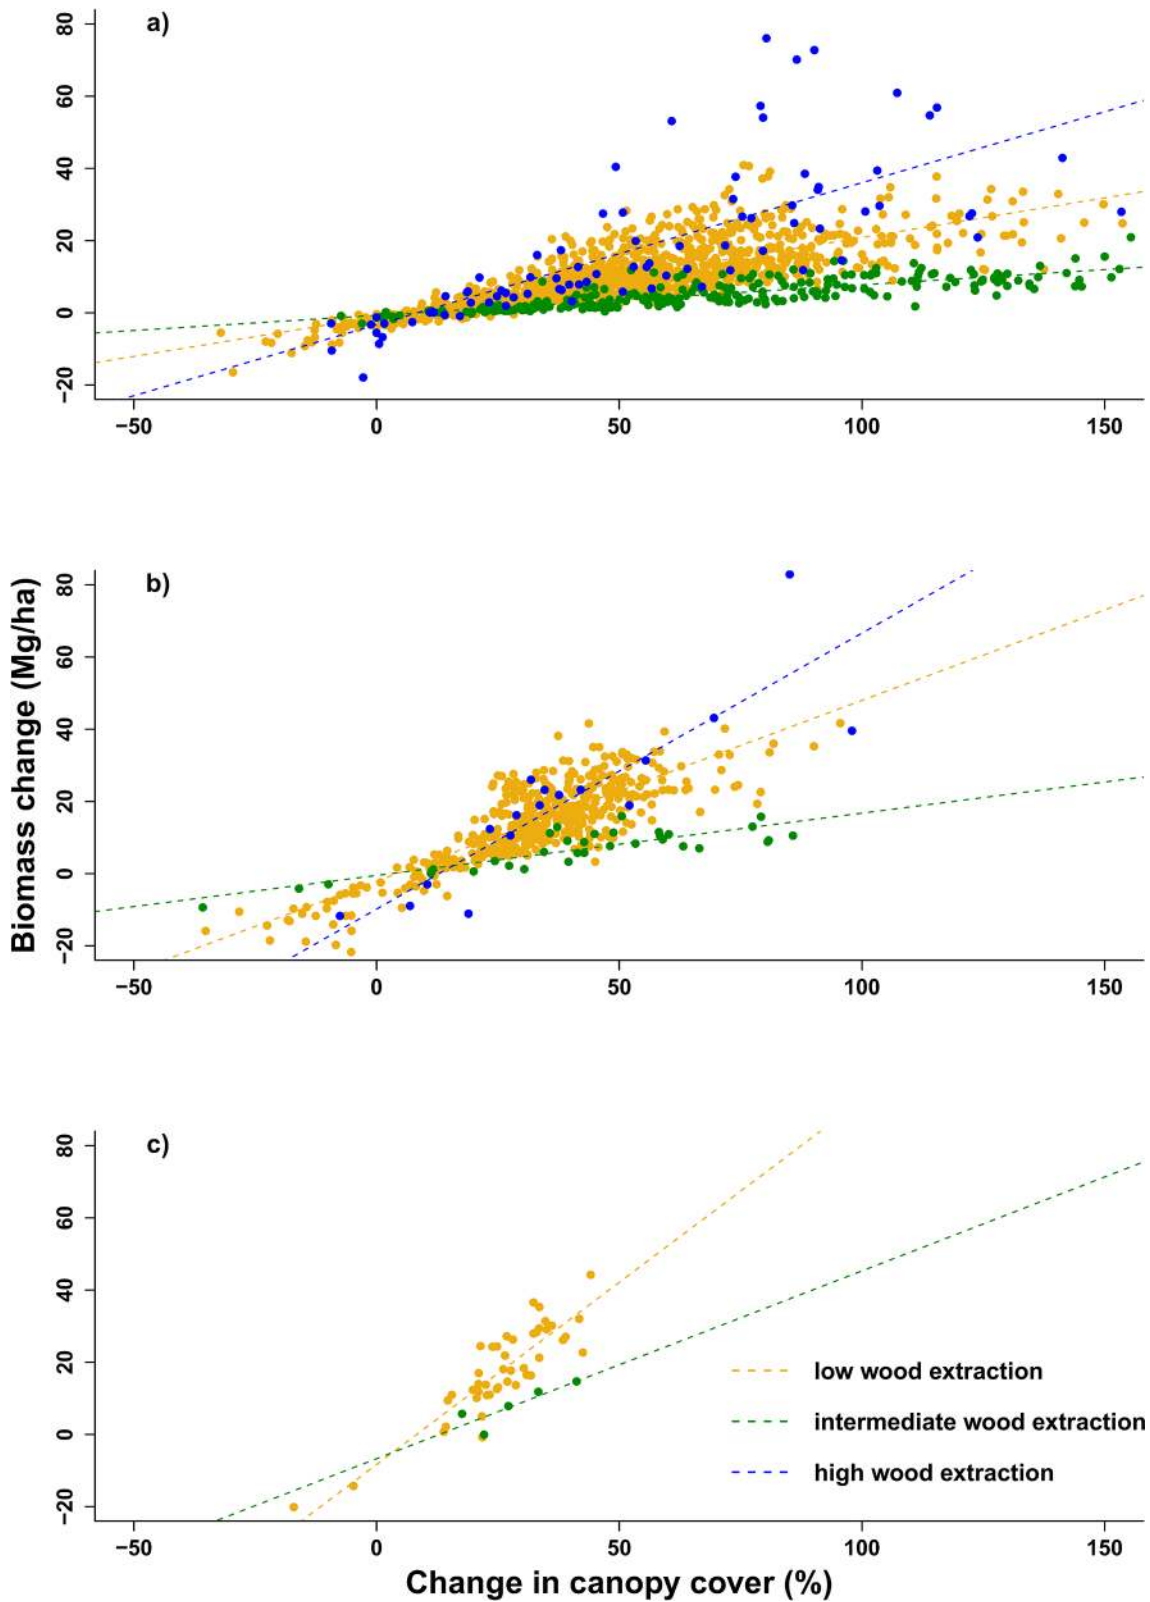 a)
80
60
40
20
0
−20
−50 0 50 100 150
b)
80
60
40
20
0
−20
−50 0 50 100 150
Biomass change (Mg/ha)
c)
80
60
40
20
0
−20
low wood extraction
intermediate wood extraction
high wood extraction
−50 0 50 100 150
Change in canopy cover (%)